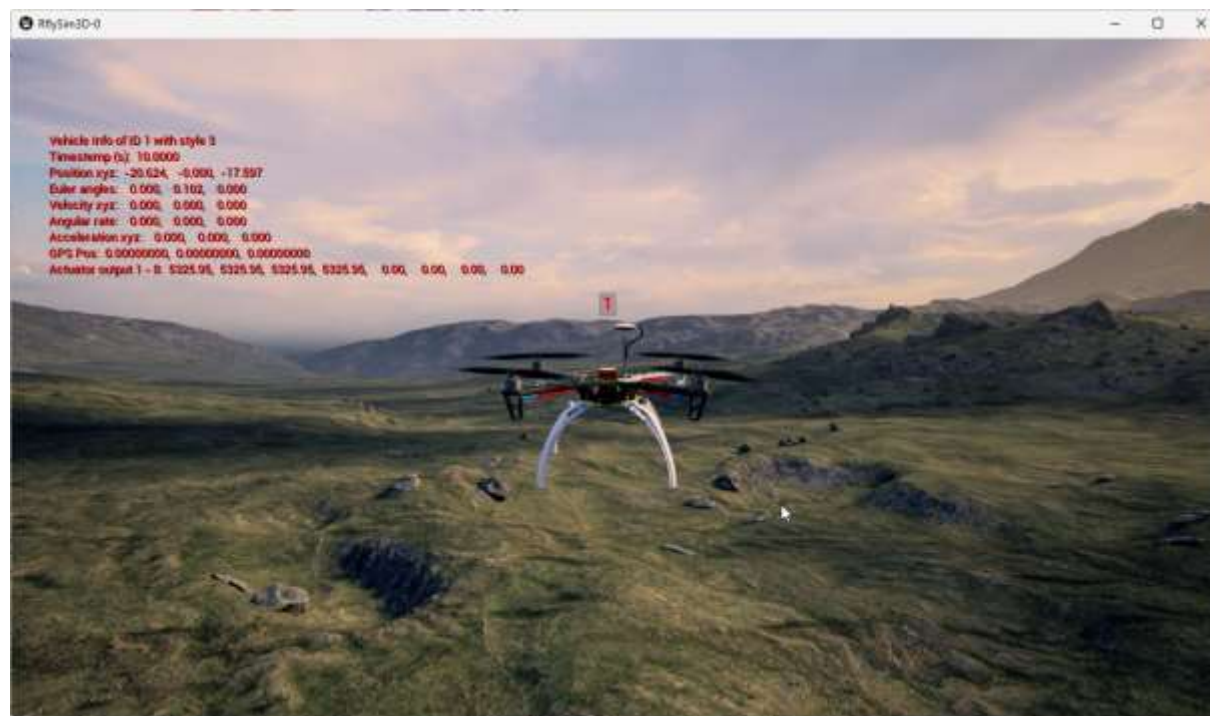 RflySim3D-0
Vehicle info of ID 1 with style 3
Timestemp (s): 10.0000
Position xyz: -20.624, -0.000, -17.597
Euler angles: 0.000, 0.102, 0.000
Velocity xyz: 0.000, 0.000, 0.000
Angular rate: 0.000, 0.000, 0.000
Acceleration xyz: 0.000, 0.000, 0.000
GPS Pos: 0.00000000, 0.00000000, 0.00000000
Actuator output 1 - 8: 5325.95, 5325.95, 5325.95, 5325.95, 0.00, 0.00, 0.00, 0.00
1